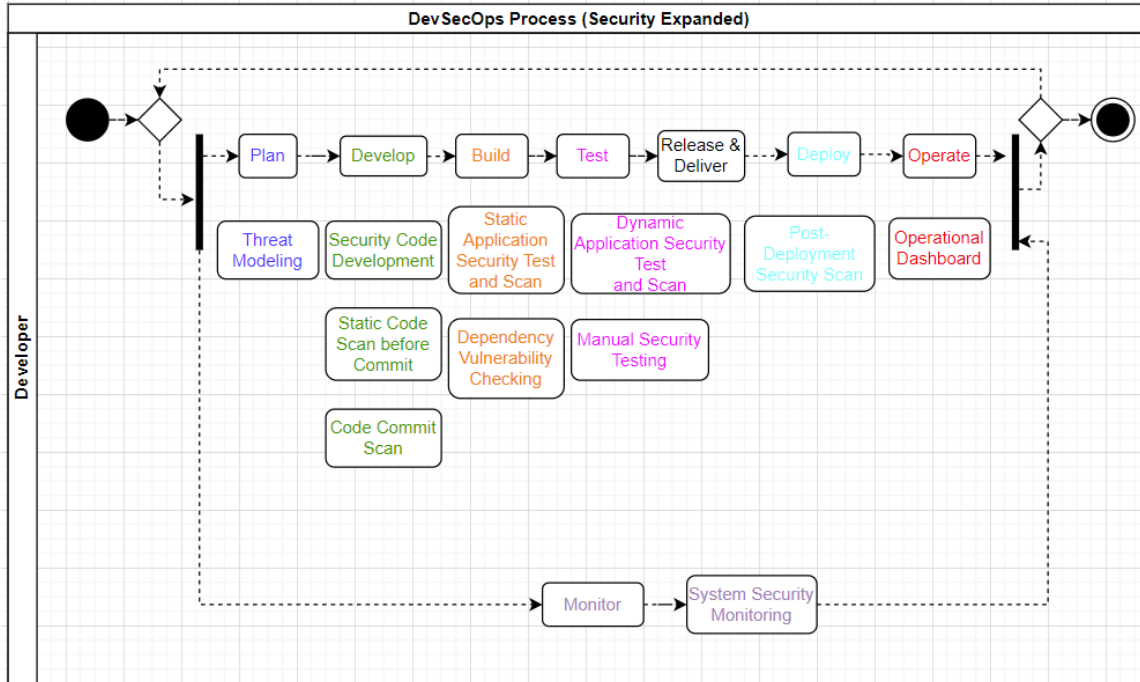 DevSecOps Process (Security Expanded)
Developer
Plan
Develop
Build
Test
Release &
Deliver
Deploy
Operate
Threat
Modeling
Security Code
Development
Static
Application
Security Test
and Scan
Dynamic
Application Security
Test
and Scan
Post-
Deployment
Security Scan
Operational
Dashboard
Static Code
Scan before
Commit
Dependency
Vulnerability
Checking
Manual Security
Testing
Code Commit
Scan
Monitor
System Security
Monitoring